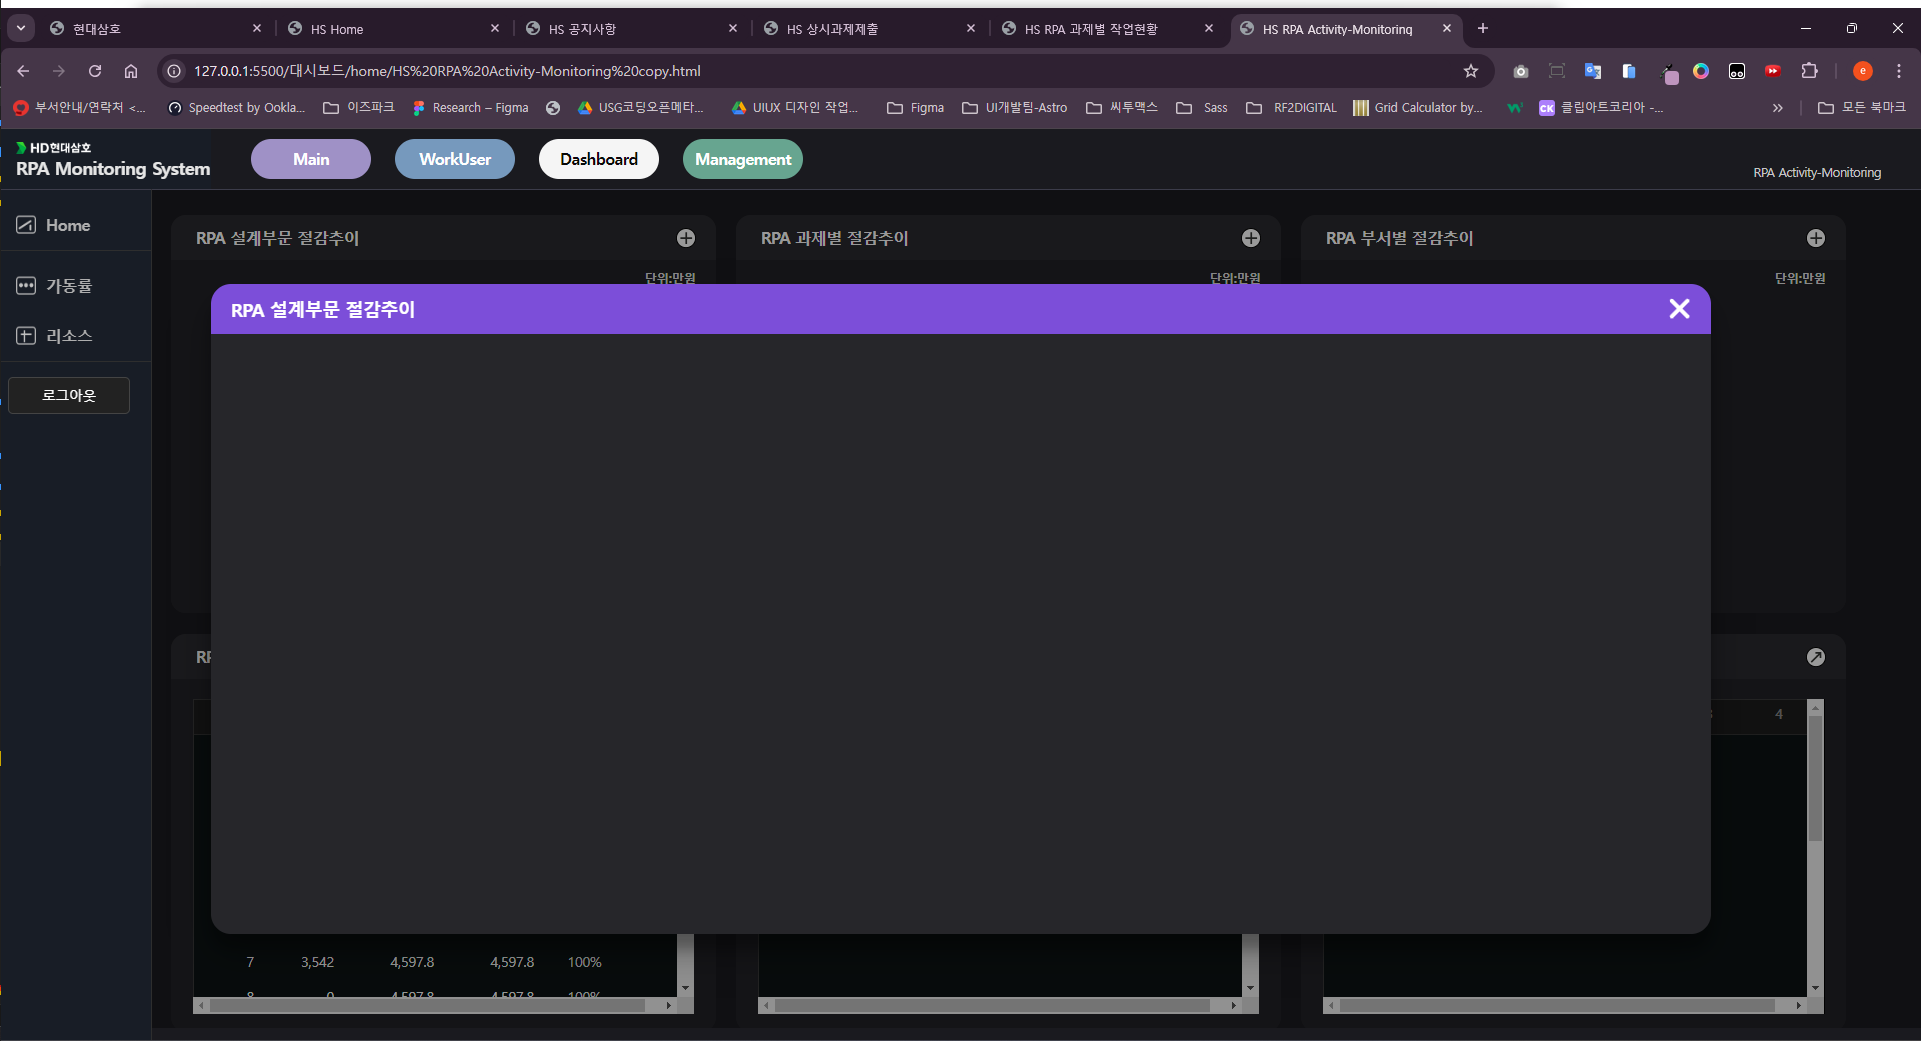 현대삼호
HS Home
HS 공지사항
HS 상시과제제출
HS RPA 과제별 작업현황
HS RPA Activity-Monitoring
127.0.0.1:5500/대시보드/home/HS%20RPA%20Activity-Monitoring%20copy.html
부서안내/연락처 <...
Speedtest by Ookla...
이즈파크
Research – Figma
USG코딩오픈메타...
UIUX 디자인 작업...
Figma
UI개발팀-Astro
씨투맥스
Sass
RF2DIGITAL
Grid Calculator by...
CK 클립아트코리아 -...
모든 북마크
HD현대삼호
RPA Monitoring System
Main
WorkUser
Dashboard
Management
RPA Activity-Monitoring
Home
가동률
리소스
로그아웃
RPA 설계부문 절감추이
RPA 과제별 절감추이
RPA 부서별 절감추이
단위:만원
단위:만원
단위:만원
RPA 설계부문 절감추이
4
7 3,542 4,597.8 4,597.8 100%
8 0 4,597.8 4,597.8 100%